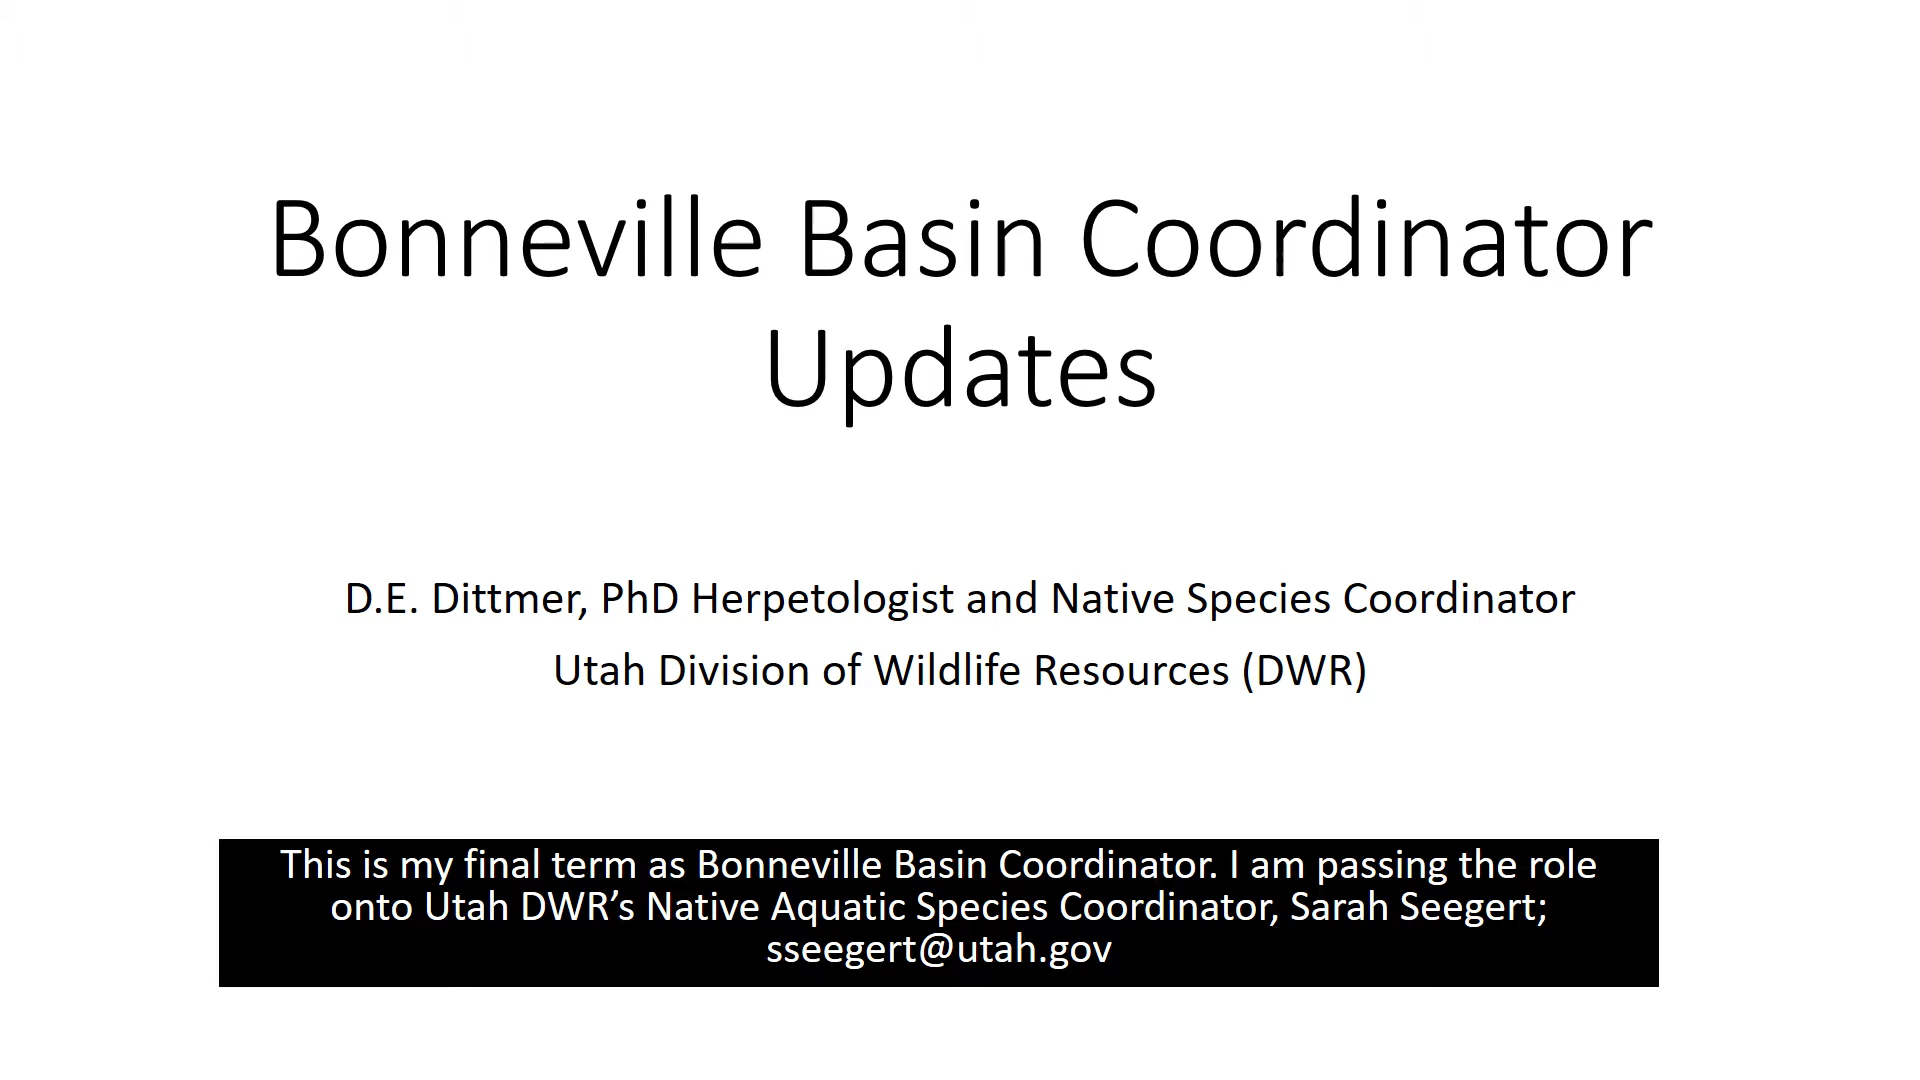 Bonneville Basin Coordinator
Updates
D.E. Dittmer, PhD Herpetologist and Native Species Coordinator
Utah Division of Wildlife Resources (DWR)
This is my final term as Bonneville Basin Coordinator. I am passing the role
onto Utah DWR’s Native Aquatic Species Coordinator, Sarah Seegert;
sseegert@utah.gov